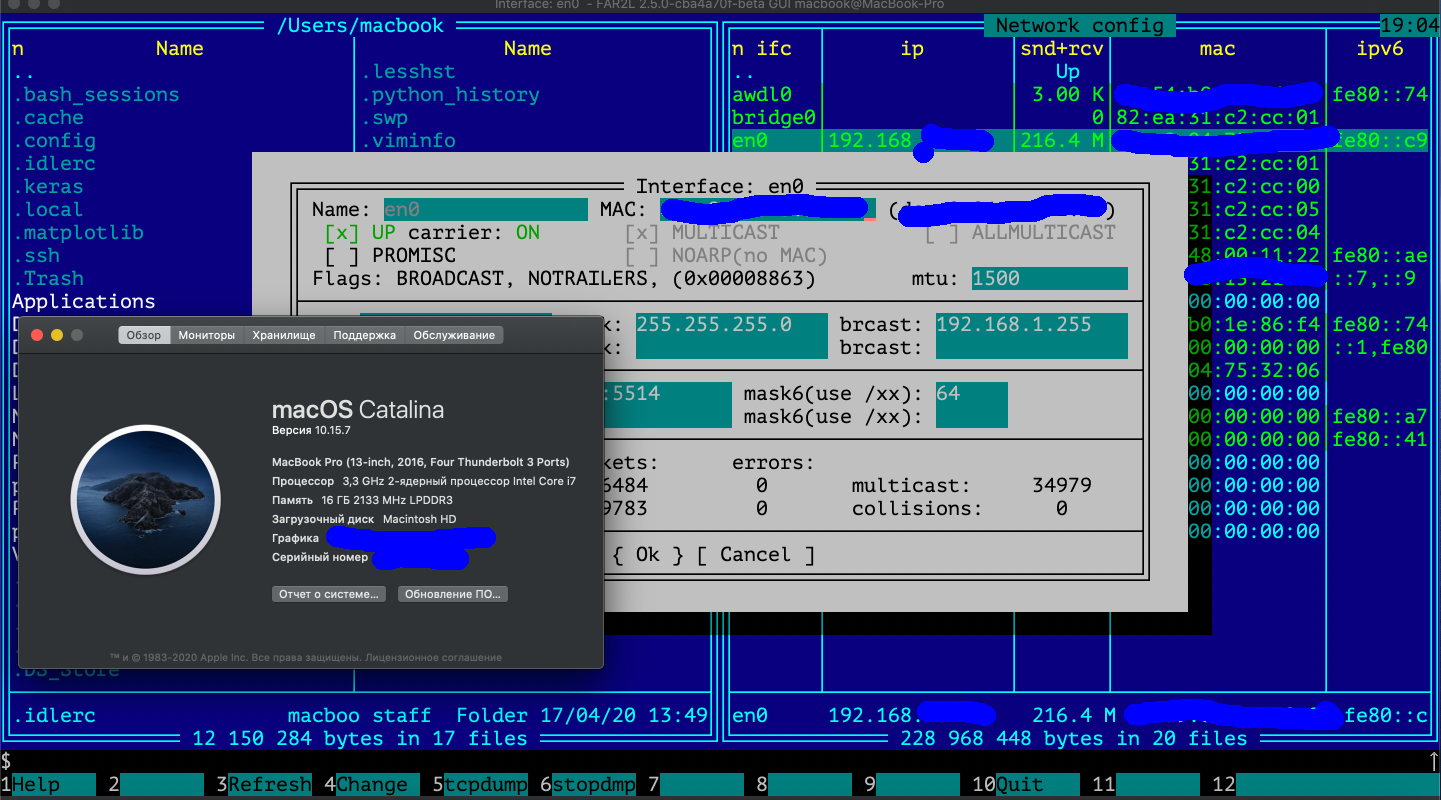 Interface: en0 - FAR2L 2.5.0-cba4a70f-beta GUI macbook@MacBook-Pro
/Users/macbook
n Name Name
..
.bash_sessions
.cache
.config
.idlerc
.keras
.local
.matplotlib
.ssh
.Trash
Applications
.lesshst
.python_history
.swp
.viminfo
Network config 19:04
n ifc ip snd+rcv mac ipv6
.. Up
awdl0 3.00 K fe80::74
bridge0 0 82:ea:31:c2:cc:01
en0 192.168. 216.4 M fe80::c9
31:c2:cc:01
31:c2:cc:00
31:c2:cc:05
31:c2:cc:04
48:00:11:22 fe80::ae
::7,::9
00:00:00:00
b0:1e:86:f4 fe80::74
00:00:00:00 ::1,fe80
04:75:32:06
00:00:00:00
00:00:00:00 fe80::a7
00:00:00:00 fe80::41
00:00:00:00
00:00:00:00
00:00:00:00
00:00:00:00
Interface: en0
Name: en0 MAC: ( )
[x] UP carrier: ON [x] MULTICAST [ ] ALLMULTICAST
[ ] PROMISC [ ] NOARP(no MAC)
Flags: BROADCAST, NOTRAILERS, (0x00008863) mtu: 1500
k: 255.255.255.0 brcast: 192.168.1.255
k: brcast:
:5514 mask6(use /xx): 64
mask6(use /xx):
kets: errors:
6484 0 multicast: 34979
9783 0 collisions: 0
{ Ok } [ Cancel ]
Обзор Мониторы Хранилище Поддержка Обслуживание
macOS Catalina
Версия 10.15.7
MacBook Pro (13-inch, 2016, Four Thunderbolt 3 Ports)
Процессор 3,3 GHz 2-ядерный процессор Intel Core i7
Память 16 ГБ 2133 MHz LPDDR3
Загрузочный диск Macintosh HD
Графика
Серийный номер
Отчет о системе... Обновление ПО...
™ и © 1983-2020 Apple Inc. Все права защищены. Лицензионное соглашение
.DS_Store
.idlerc macboo staff Folder 17/04/20 13:49
12 150 284 bytes in 17 files
en0 192.168. 216.4 M fe80::c
228 968 448 bytes in 20 files
$ ↑
1Help 2 3Refresh 4Change 5tcpdump 6stopdmp 7 8 9 10Quit 11 12